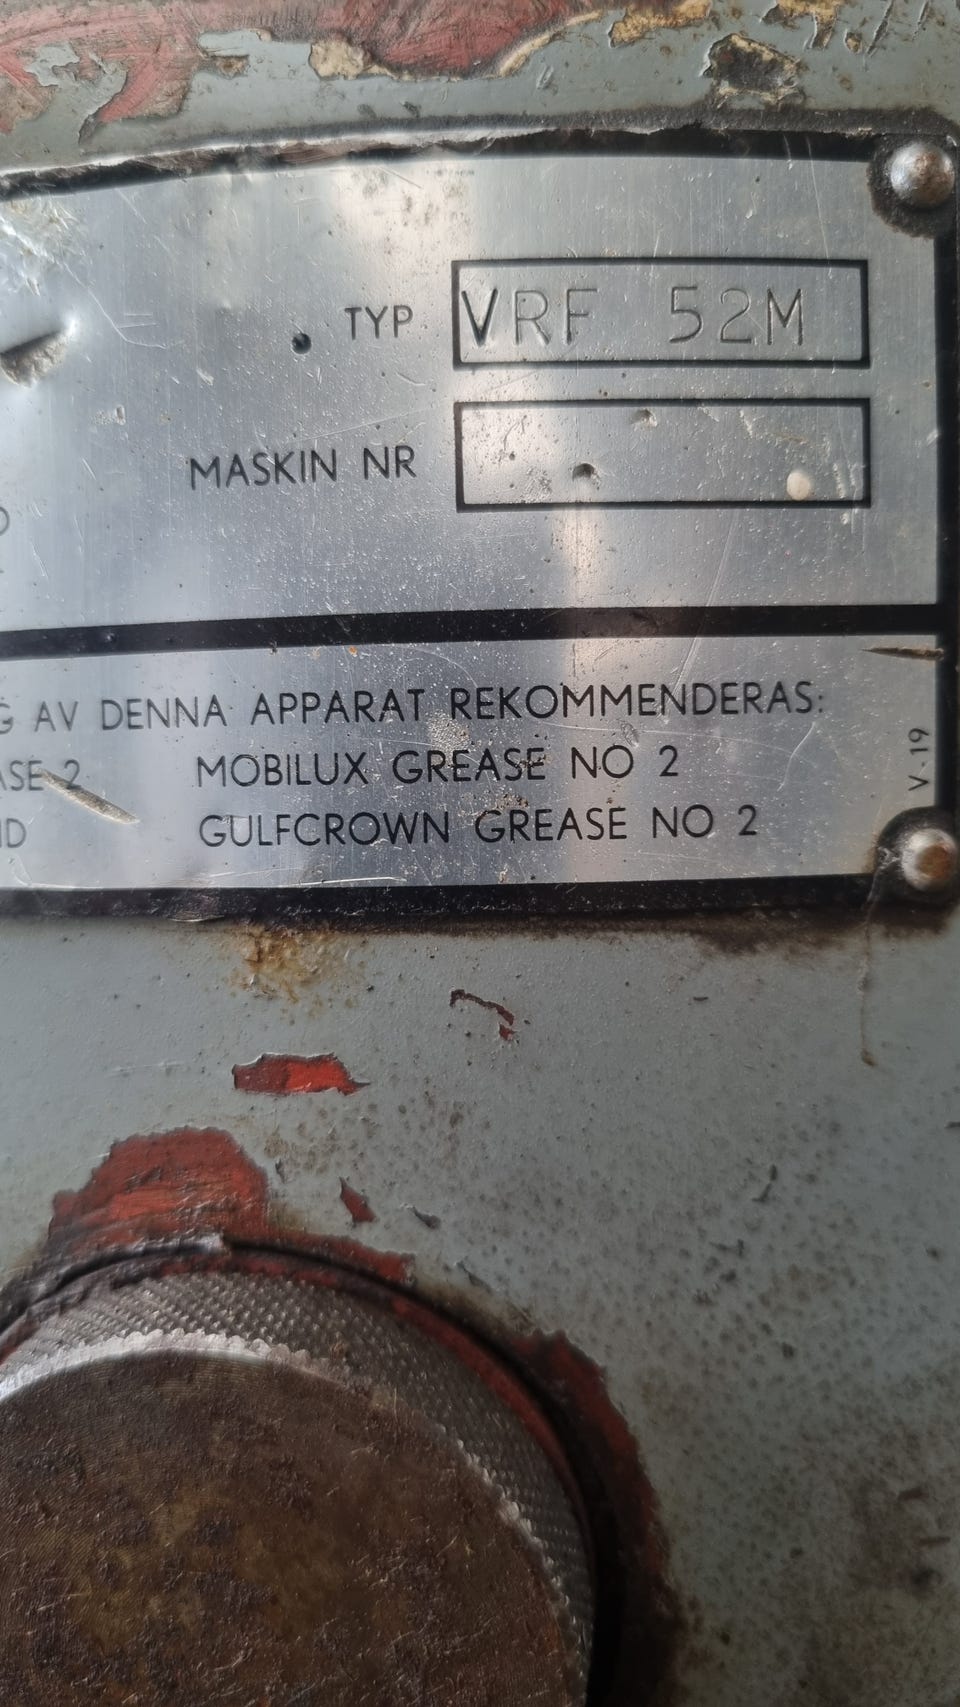 TYP VRF 52M
MASKIN NR
G AV DENNA APPARAT REKOMMENDERAS:
ASE 2 MOBILUX GREASE NO 2
ND GULFCROWN GREASE NO 2
V-19